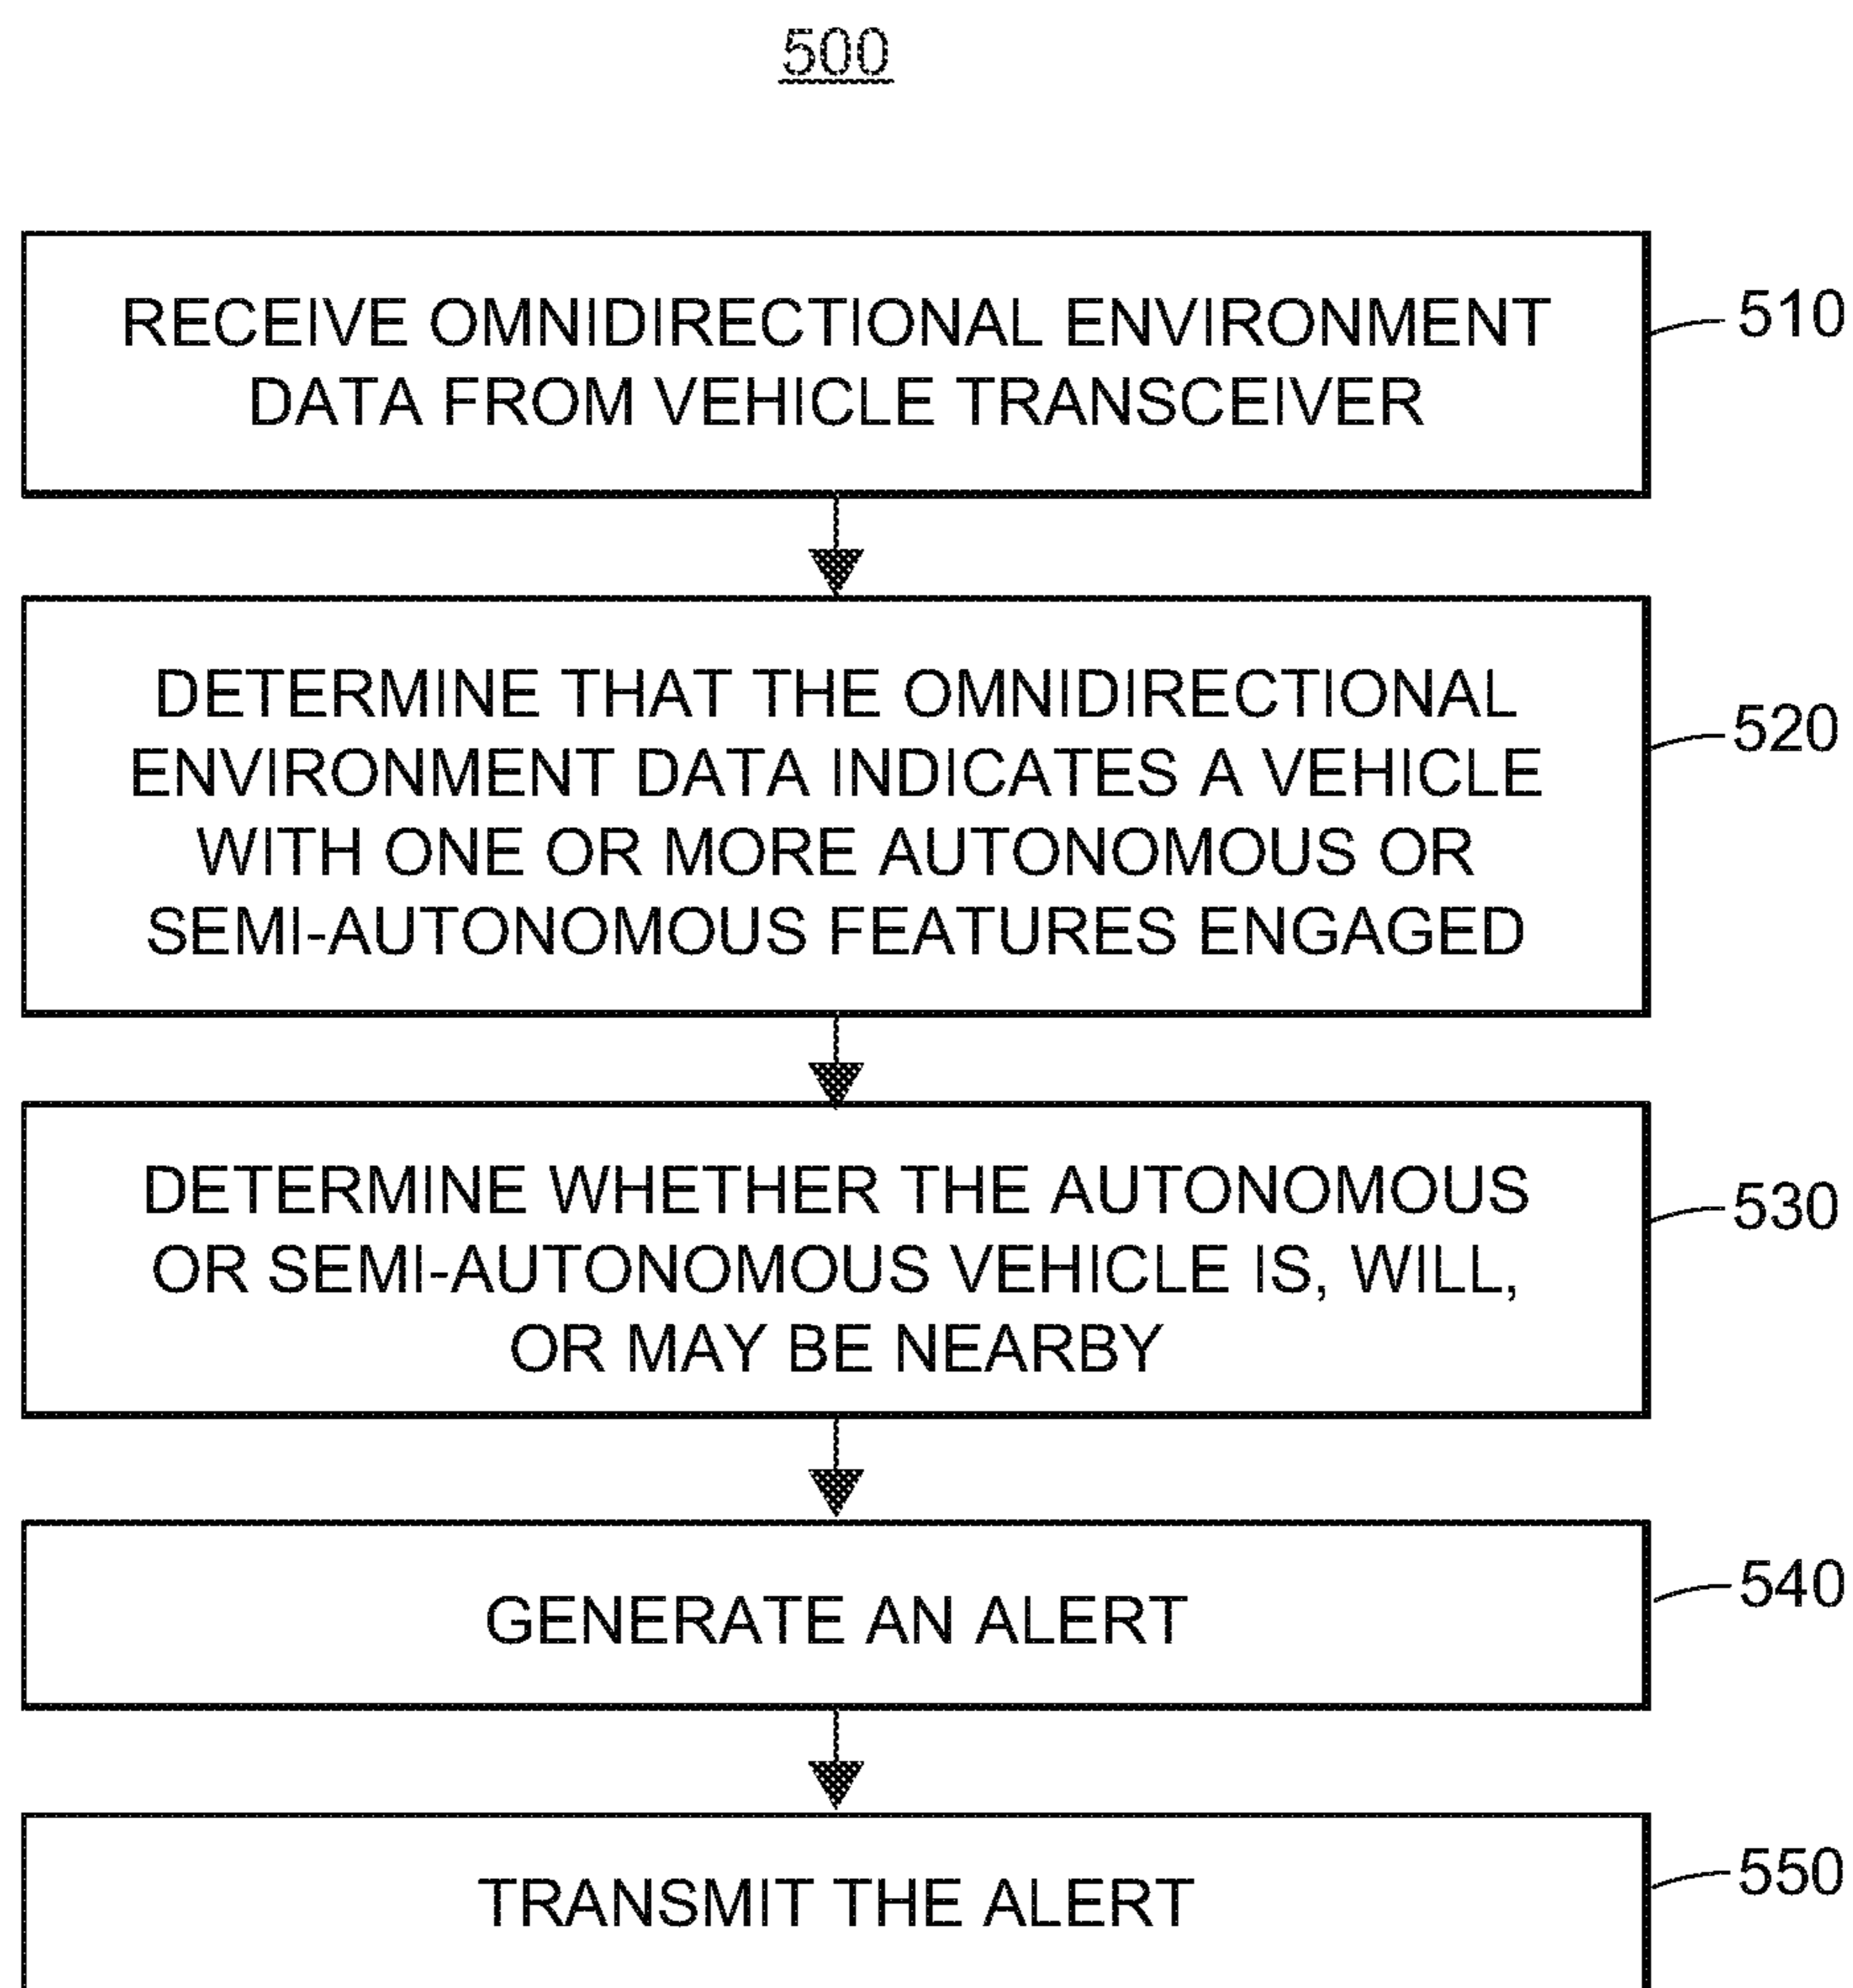 500
RECEIVE OMNIDIRECTIONAL ENVIRONMENT
DATA FROM VEHICLE TRANSCEIVER
510
DETERMINE THAT THE OMNIDIRECTIONAL
ENVIRONMENT DATA INDICATES A VEHICLE
WITH ONE OR MORE AUTONOMOUS OR
SEMI-AUTONOMOUS FEATURES ENGAGED
520
DETERMINE WHETHER THE AUTONOMOUS
OR SEMI-AUTONOMOUS VEHICLE IS, WILL,
OR MAY BE NEARBY
530
GENERATE AN ALERT
540
TRANSMIT THE ALERT
550